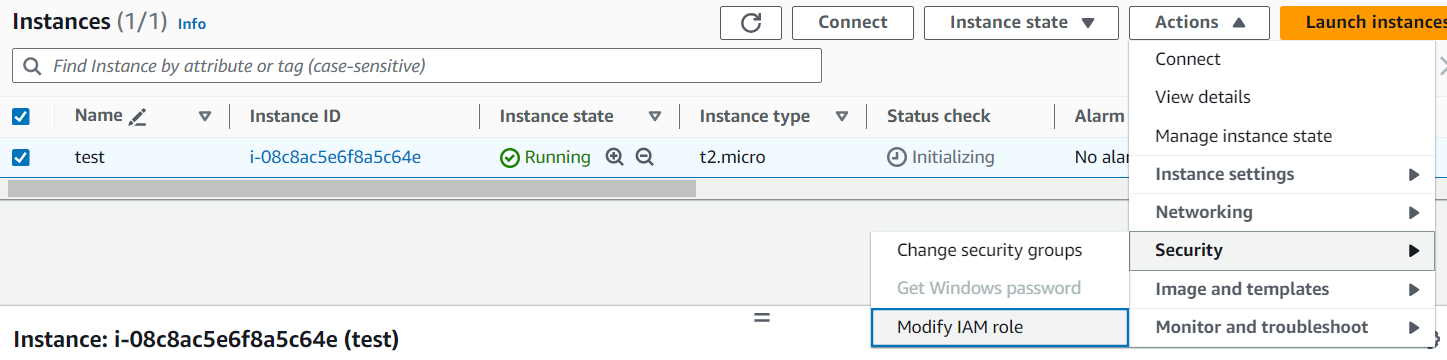 Instances (1/1) Info
Connect
Instance state
Actions
Launch instances
Find Instance by attribute or tag (case-sensitive)
Connect
View details
Manage instance state
Instance settings
Networking
Security
Image and templates
Monitor and troubleshoot
Name Instance ID Instance state Instance type Status check Alarm
test i-08c8ac5e6f8a5c64e Running t2.micro Initializing No alar
Change security groups
Get Windows password
Modify IAM role
Instance: i-08c8ac5e6f8a5c64e (test)